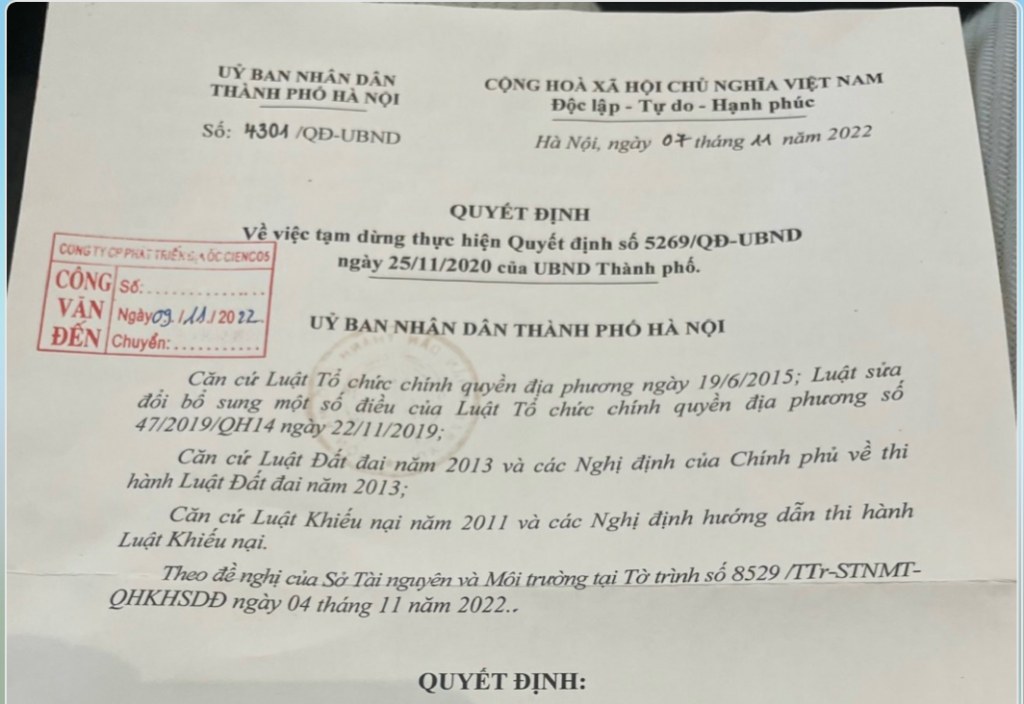 UỶ BAN NHÂN DÂN
THÀNH PHỐ HÀ NỘI
Số: 4301/QĐ-UBND
CỘNG HOÀ XÃ HỘI CHỦ NGHĨA VIỆT NAM
Độc lập - Tự do - Hạnh phúc
Hà Nội, ngày 07 tháng 11 năm 2022
QUYẾT ĐỊNH
Về việc tạm dừng thực hiện Quyết định số 5269/QĐ-UBND
ngày 25/11/2020 của UBND Thành phố.
CÔNG TY CP PHÁT TRIỂN ĐỊA ỐC CIENCO5
CÔNG VĂN ĐẾN
Số:....................
Ngày 09/11/2022
Chuyển:..............
UỶ BAN NHÂN DÂN THÀNH PHỐ HÀ NỘI
Căn cứ Luật Tổ chức chính quyền địa phương ngày 19/6/2015; Luật sửa
đổi bổ sung một số điều của Luật Tổ chức chính quyền địa phương số
47/2019/QH14 ngày 22/11/2019;
Căn cứ Luật Đất đai năm 2013 và các Nghị định của Chính phủ về thi
hành Luật Đất đai năm 2013;
Căn cứ Luật Khiếu nại năm 2011 và các Nghị định hướng dẫn thi hành
Luật Khiếu nại.
Theo đề nghị của Sở Tài nguyên và Môi trường tại Tờ trình số 8529 /TTr-STNMT-
QHKHSDĐ ngày 04 tháng 11 năm 2022..
QUYẾT ĐỊNH: